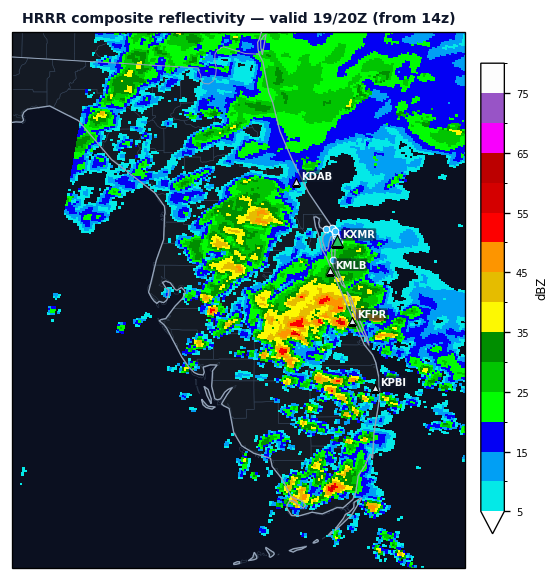 HRRR composite reflectivity — valid 19/20Z (from 14z)
KDAB
KXMR
KMLB
KFPR
KPBI
75
65
55
45
35
25
15
5
dBZ